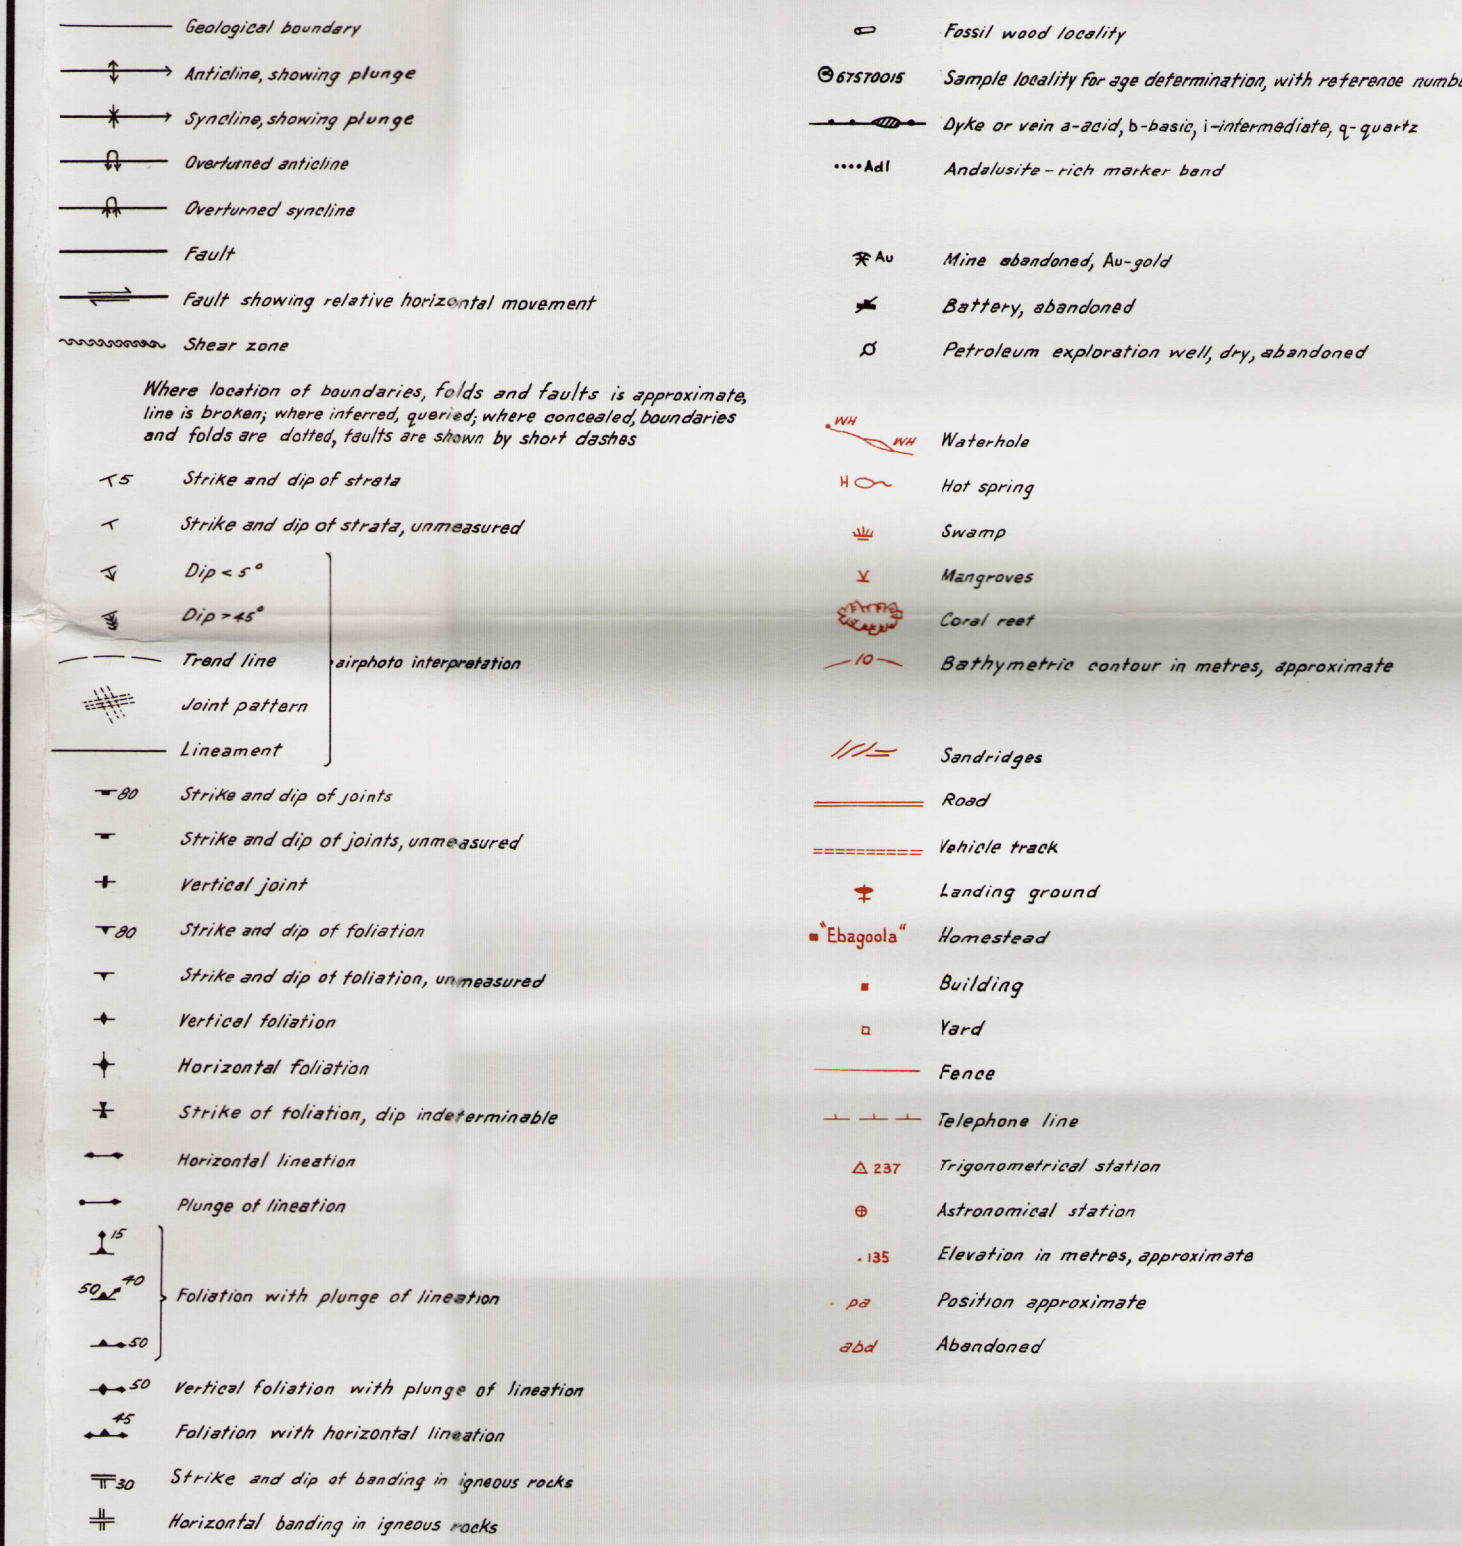 Geological boundary
Anticline, showing plunge
Syncline, showing plunge
Overturned anticline
Overturned syncline
Fault
Fault showing relative horizontal movement
Shear zone
Where location of boundaries, folds and faults is approximate,
line is broken; where inferred, queried; where concealed, boundaries
and folds are dotted, faults are shown by short dashes
5 Strike and dip of strata
Strike and dip of strata, unmeasured
Dip < 5°
Dip > 45°
Trend line
airphoto interpretation
Joint pattern
Lineament
80 Strike and dip of joints
Strike and dip of joints, unmeasured
Vertical joint
80 Strike and dip of foliation
Strike and dip of foliation, unmeasured
Vertical foliation
Horizontal foliation
Strike of foliation, dip indeterminable
Horizontal lineation
Plunge of lineation
15
50 40 Foliation with plunge of lineation
50
50 Vertical foliation with plunge of lineation
45 Foliation with horizontal lineation
30 Strike and dip of banding in igneous rocks
Horizontal banding in igneous rocks
Fossil wood locality
67570015 Sample locality for age determination, with reference numb
Dyke or vein a-acid, b-basic, i-intermediate, q-quartz
Adl Andalusite-rich marker band
Au Mine abandoned, Au-gold
Battery, abandoned
Petroleum exploration well, dry, abandoned
WH
WH Waterhole
H Hot spring
Swamp
Mangroves
Coral reef
10 Bathymetric contour in metres, approximate
Sandridges
Road
Vehicle track
Landing ground
"Ebagoola" Homestead
Building
Yard
Fence
Telephone line
237 Trigonometrical station
Astronomical station
.135 Elevation in metres, approximate
pa Position approximate
abd Abandoned